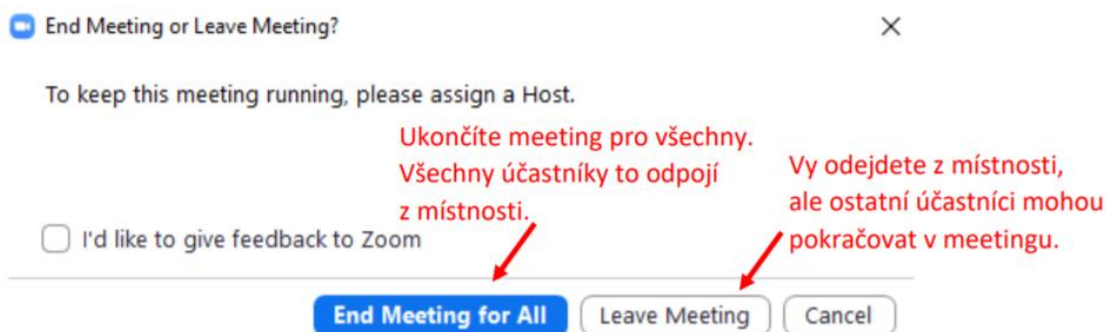 End Meeting or Leave Meeting?
To keep this meeting running, please assign a Host.
Ukončíte meeting pro všechny.
Všechny účastníky to odpojí
z místnosti.
Vy odejdete z místnosti,
ale ostatní účastníci mohou
pokračovat v meetingu.
I'd like to give feedback to Zoom
End Meeting for All
Leave Meeting
Cancel